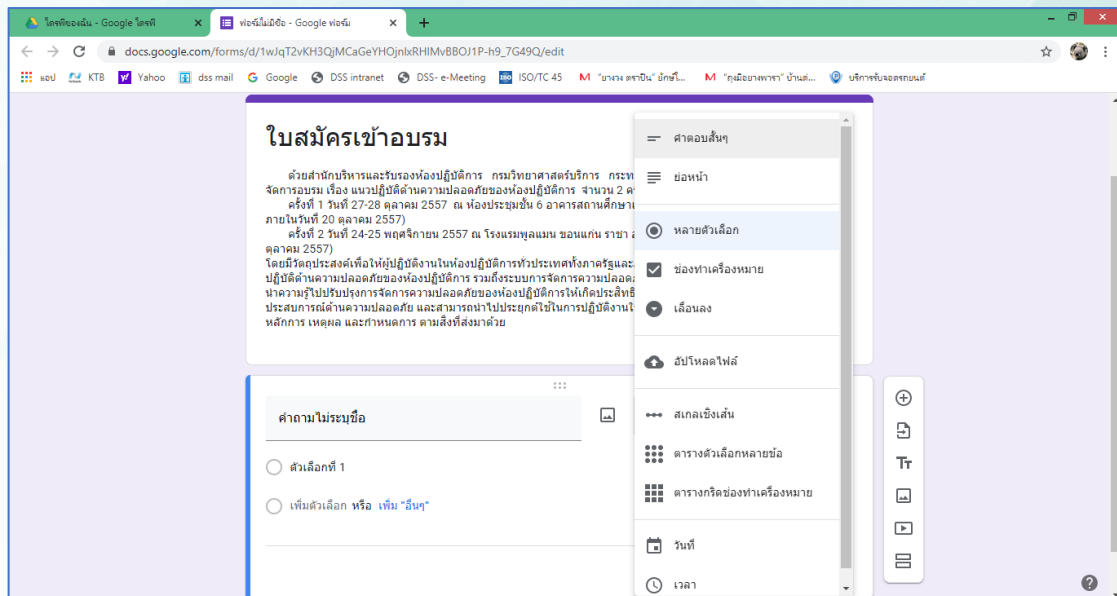 ไดรฟ์ของฉัน - Google ไดรฟ์
ฟอร์มไม่มีชื่อ - Google ฟอร์ม
docs.google.com/forms/d/1wJqT2vKH3QjMCaGeYHOjnlxRHIMvBBOJ1P-h9_7G49Q/edit
แอป KTB Yahoo dss mail Google DSS intranet DSS- e-Meeting ISO/TC 45 "ยางวง ตราปืน" ยักษ์ใ... "ถุงมือยางพารา" บ้านแ... บริการรับจอดรถยนต์
ใบสมัครเข้าอบรม
ด้วยสำนักบริหารและรับรองห้องปฏิบัติการ กรมวิทยาศาสตร์บริการ กระท
จัดการอบรม เรื่อง แนวปฏิบัติด้านความปลอดภัยของห้องปฏิบัติการ จำนวน 2 ค
ครั้งที่ 1 วันที่ 27-28 ตุลาคม 2557 ณ ห้องประชุมชั้น 6 อาคารสถานศึกษาเ
ภายในวันที่ 20 ตุลาคม 2557)
ครั้งที่ 2 วันที่ 24-25 พฤศจิกายน 2557 ณ โรงแรมพูลแมน ขอนแก่น ราชา อ
ตุลาคม 2557)
โดยมีวัตถุประสงค์เพื่อให้ผู้ปฏิบัติงานในห้องปฏิบัติการทั่วประเทศทั้งภาครัฐและ
ปฏิบัติด้านความปลอดภัยของห้องปฏิบัติการ รวมถึงระบบการจัดการความปลอด
นำความรู้ไปปรับปรุงการจัดการความปลอดภัยของห้องปฏิบัติการให้เกิดประสิทธิ
ประสบการณ์ด้านความปลอดภัย และสามารถนำไปประยุกต์ใช้ในการปฏิบัติงานใ
หลักการ เหตุผล และกำหนดการ ตามสิ่งที่ส่งมาด้วย
คำถามไม่ระบุชื่อ
ตัวเลือกที่ 1
เพิ่มตัวเลือก หรือ เพิ่ม "อื่นๆ"
คำตอบสั้นๆ
ย่อหน้า
หลายตัวเลือก
ช่องทำเครื่องหมาย
เลื่อนลง
อัปโหลดไฟล์
สเกลเชิงเส้น
ตารางตัวเลือกหลายข้อ
ตารางกริดช่องทำเครื่องหมาย
วันที่
เวลา
Tт